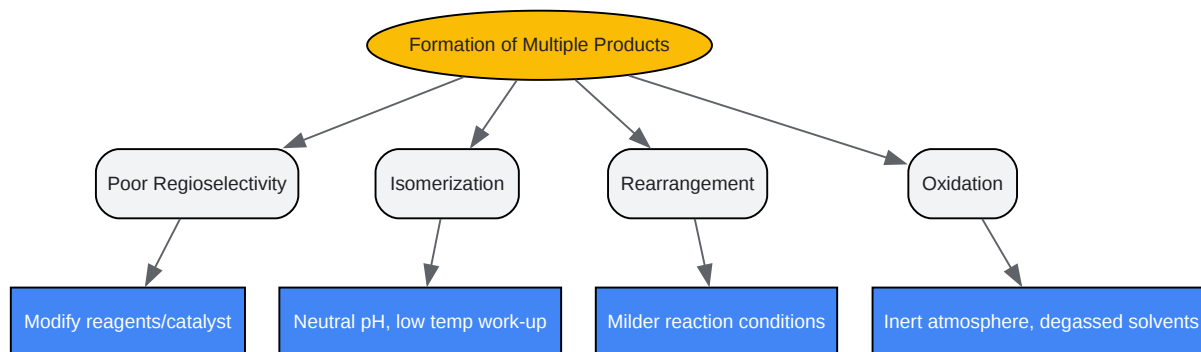 Formation of Multiple Products
Poor Regioselectivity
Isomerization
Rearrangement
Oxidation
Modify reagents/catalyst
Neutral pH, low temp work-up
Milder reaction conditions
Inert atmosphere, degassed solvents